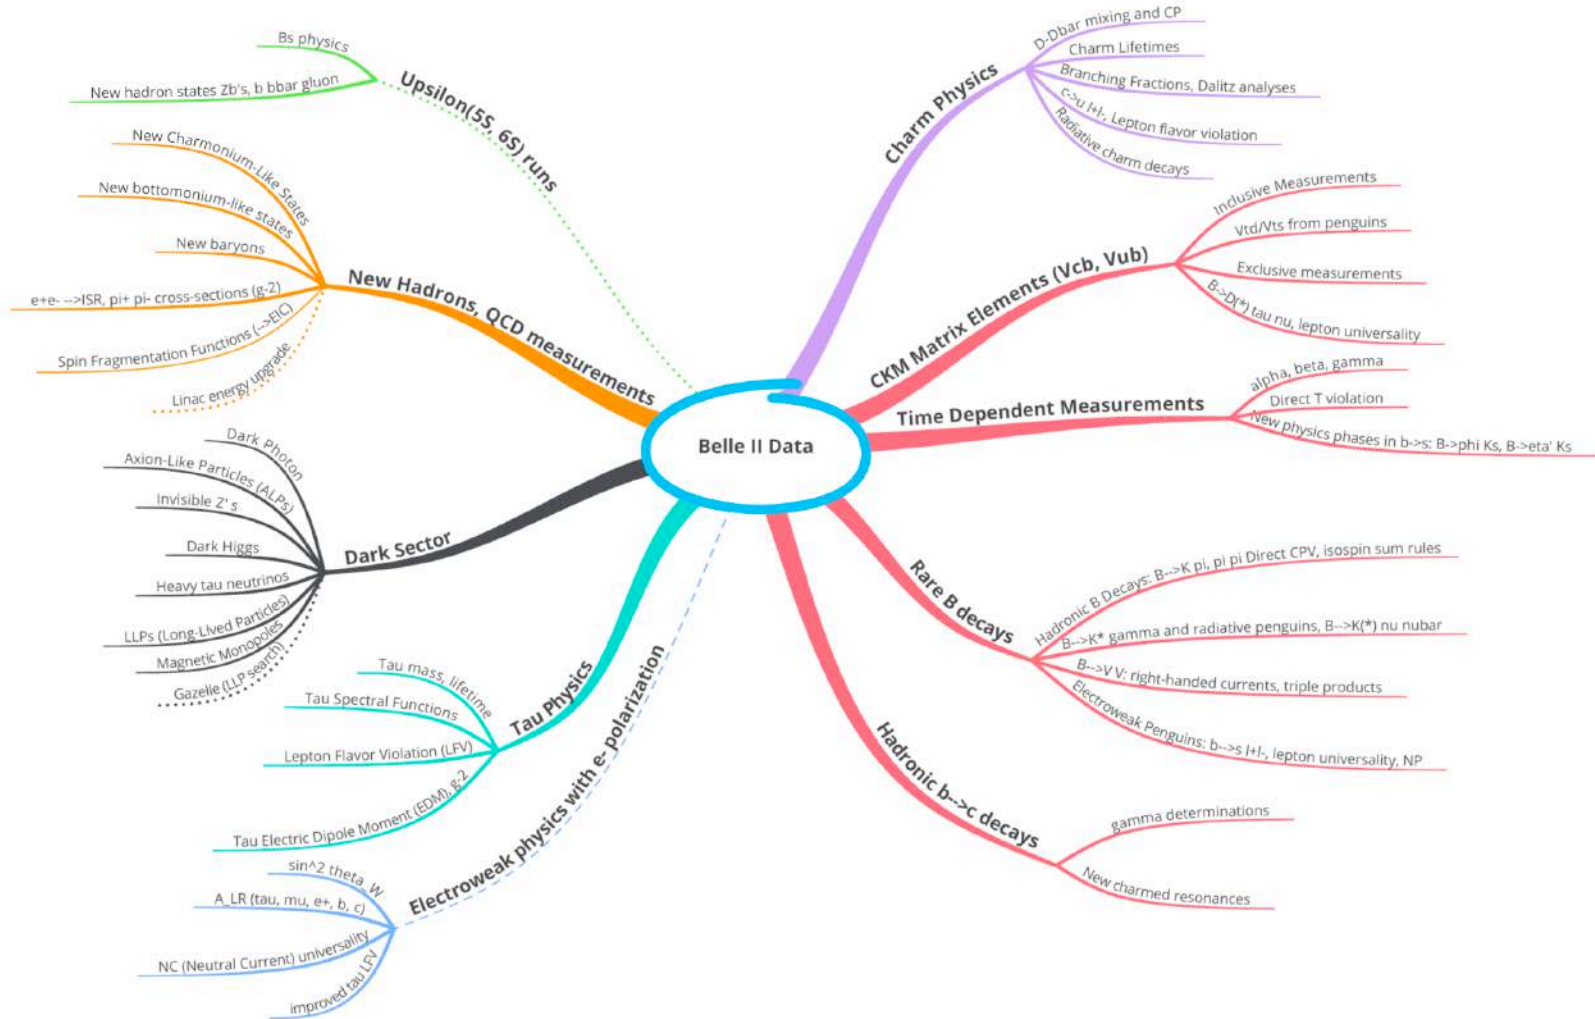 Belle II Data
Upsilon(5S, 6S) runs
Bs physics
New hadron states Zb's, b bbar gluon
New Hadrons, QCD measurements
New Charmonium-Like States
New bottomonium-like states
New baryons
e+e- -->ISR, pi+ pi- cross-sections (g-2)
Spin Fragmentation Functions (-->EIC)
Linac energy upgrade
Dark Sector
Dark Photon
Axion-Like Particles (ALPs)
Invisible Z' s
Dark Higgs
Heavy tau neutrinos
LLPs (Long-Lived Particles)
Magnetic Monopoles
Gazelle (LLP search)
Tau Physics
Tau mass, lifetime
Tau Spectral Functions
Lepton Flavor Violation (LFV)
Tau Electric Dipole Moment (EDM), g-2
Electroweak physics with e- polarization
sin^2 theta_W
A_LR (tau, mu, e+, b, c)
NC (Neutral Current) universality
improved tau LFV
Charm Physics
D-Dbar mixing and CP
Charm Lifetimes
Branching Fractions, Dalitz analyses
c->u l+l-, Lepton flavor violation
Radiative charm decays
CKM Matrix Elements (Vcb, Vub)
Inclusive Measurements
Vtd/Vts from penguins
Exclusive measurements
B->D(*) tau nu, lepton universality
Time Dependent Measurements
alpha, beta, gamma
Direct T violation
New physics phases in b->s: B->phi Ks, B->eta' Ks
Rare B decays
Hadronic B Decays: B-->K pi, pi pi Direct CPV, isospin sum rules
B-->K* gamma and radiative penguins, B-->K(*) nu nubar
B-->V V: right-handed currents, triple products
Electroweak Penguins: b-->s l+l-, lepton universality, NP
Hadronic b-->c decays
gamma determinations
New charmed resonances